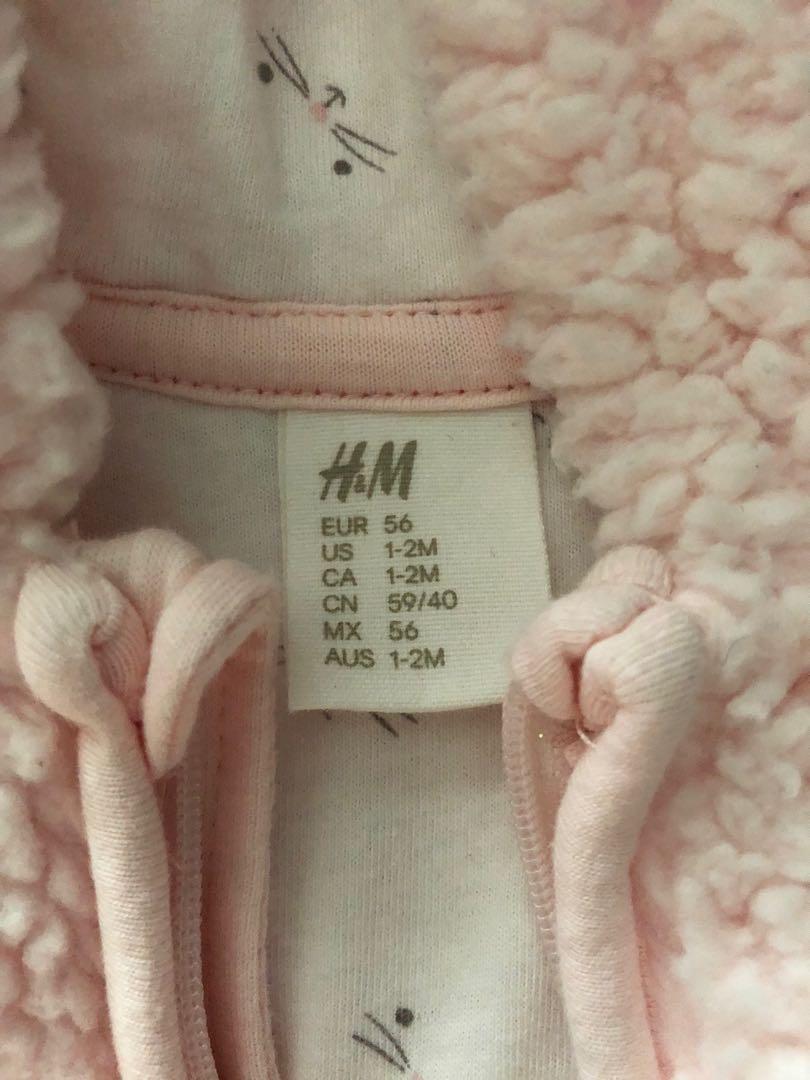 H&M
EUR 56
US 1-2M
CA 1-2M
CN 59/40
MX 56
AUS 1-2M